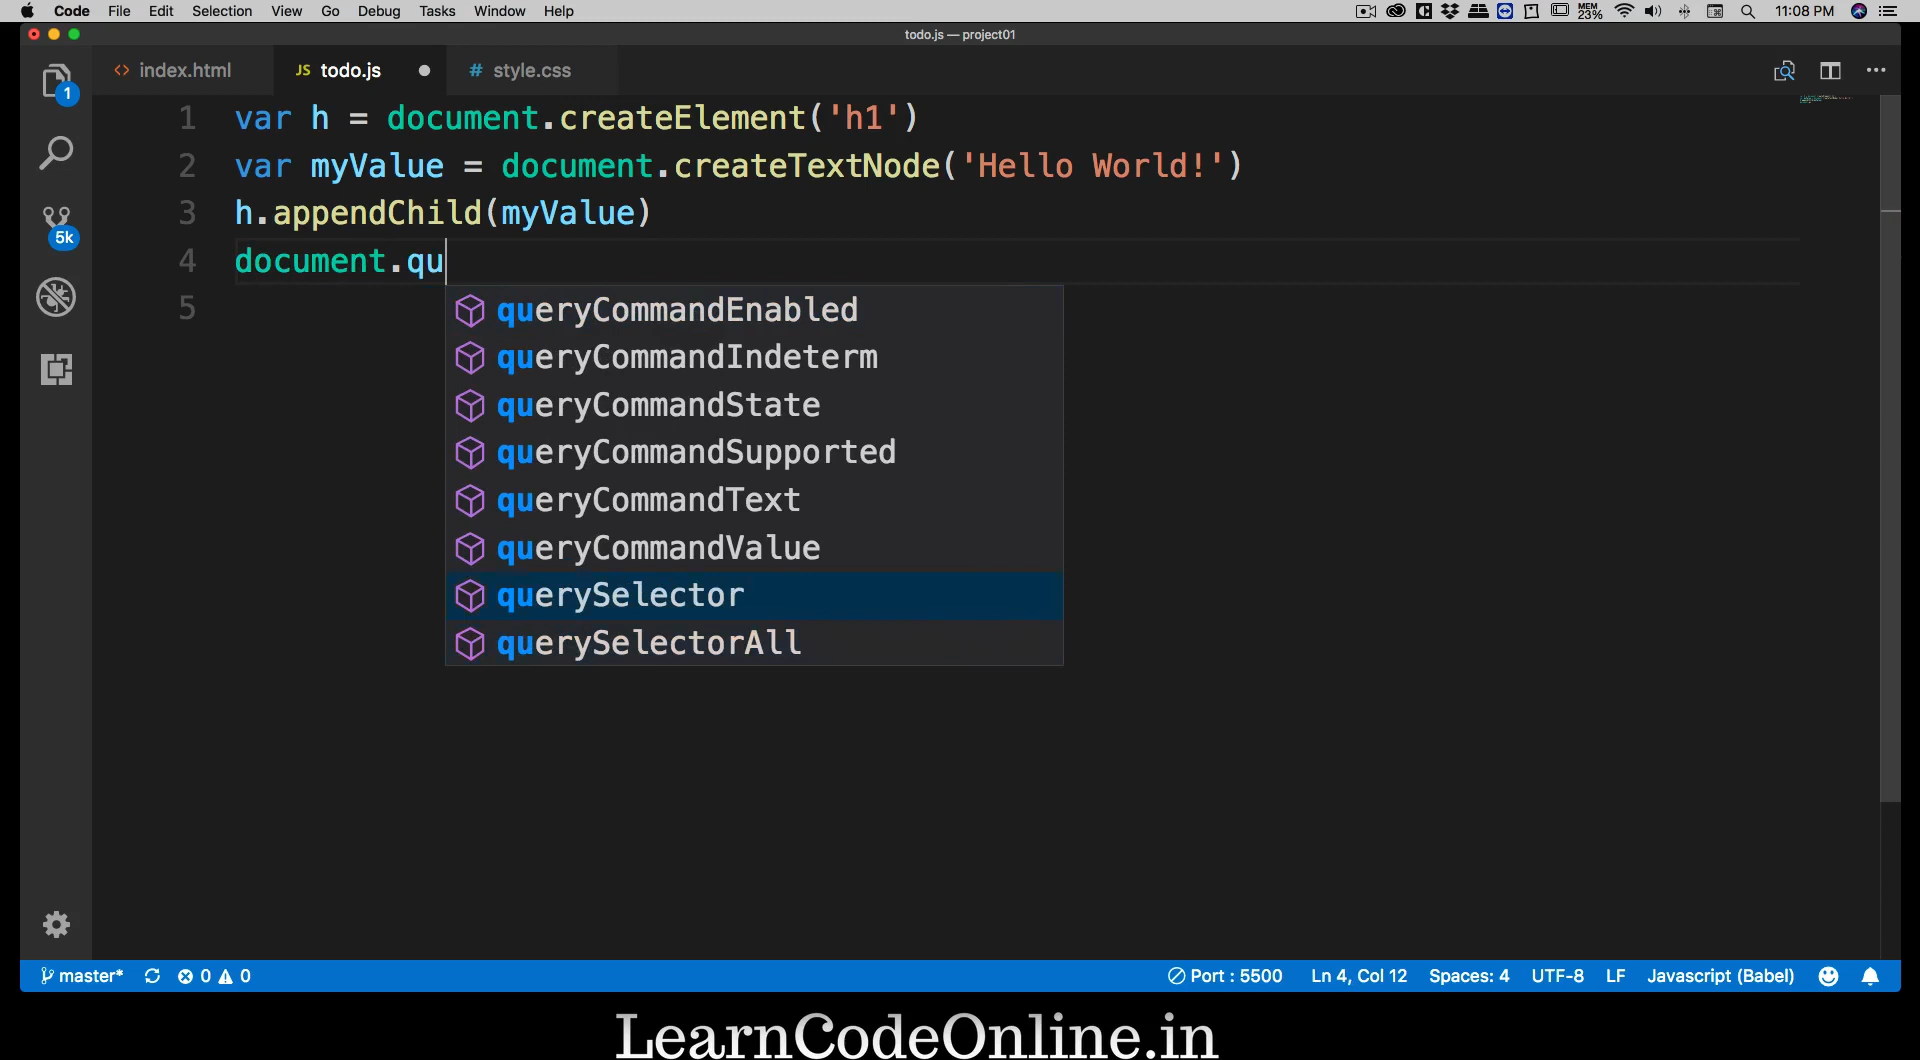 Code File Edit Selection View Go Debug Tasks Window Help MEM 23% 11:08 PM
todo.js — project01
<> index.html JS todo.js # style.css
1
1 var h = document.createElement('h1')
2 var myValue = document.createTextNode('Hello World!')
3 h.appendChild(myValue)
5k
4 document.qu
5
queryCommandEnabled
queryCommandIndeterm
queryCommandState
queryCommandSupported
queryCommandText
queryCommandValue
querySelector
querySelectorAll
master* 0 0 Port : 5500 Ln 4, Col 12 Spaces: 4 UTF-8 LF Javascript (Babel)
LearnCodeOnline.in